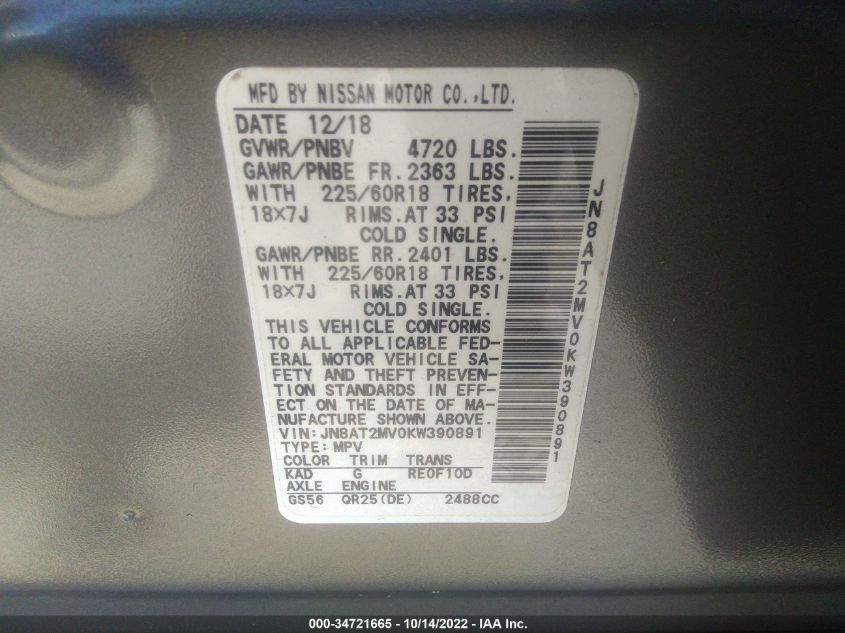 MFD BY NISSAN MOTOR CO.,LTD.
DATE 12/18
GVWR/PNBV 4720 LBS.
GAWR/PNBE FR. 2363 LBS.
WITH 225/60R18 TIRES,
18×7J RIMS.AT 33 PSI
COLD SINGLE.
GAWR/PNBE RR. 2401 LBS.
WITH 225/60R18 TIRES,
18×7J RIMS.AT 33 PSI
COLD SINGLE.
THIS VEHICLE CONFORMS
TO ALL APPLICABLE FED-
ERAL MOTOR VEHICLE SA-
FETY AND THEFT PREVEN-
TION STANDARDS IN EFF-
ECT ON THE DATE OF MA-
NUFACTURE SHOWN ABOVE.
VIN:JN8AT2MV0KW390891
TYPE:MPV
COLOR TRIM TRANS
KAD G RE0F10D
AXLE ENGINE
GS56 QR25(DE) 2488CC
JN8AT2MV0KW390891
000-34721665 - 10/14/2022 - IAA Inc.